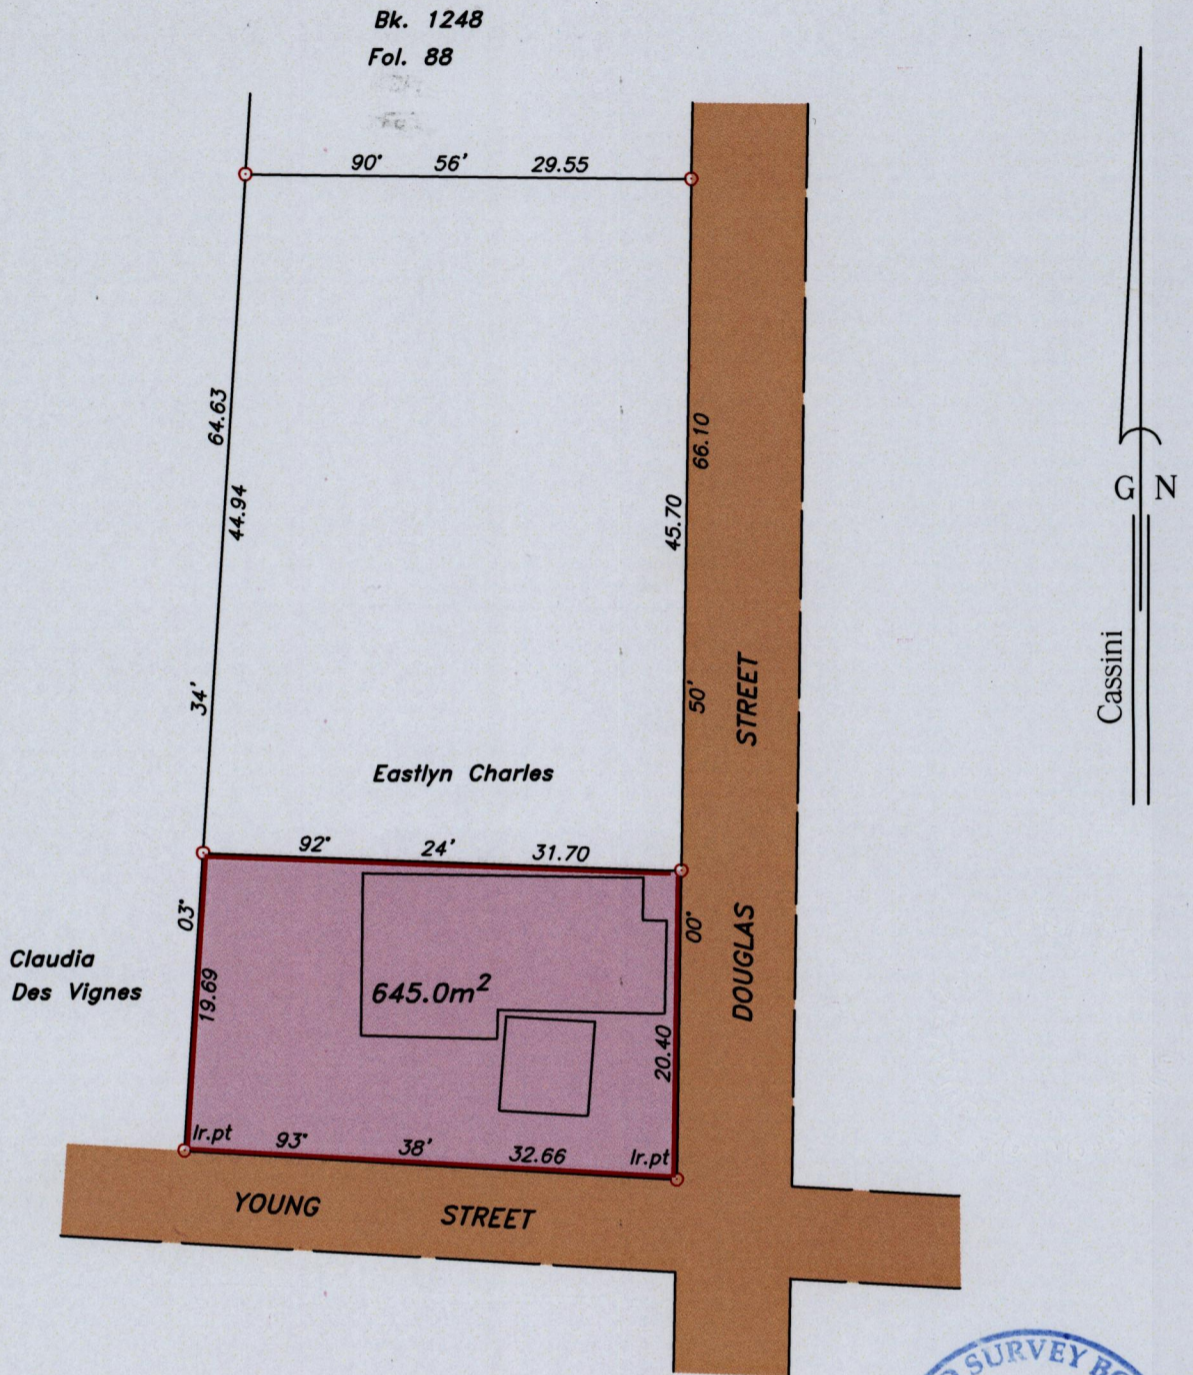 Bk. 1248
Fol. 88
90° 56' 29.55
64.63
44.94
34'
03°
19.69
66.10
45.70
50'
00°
20.40
STREET
DOUGLAS
G N
Cassini
Eastlyn Charles
92° 24' 31.70
Claudia
Des Vignes
645.0m²
Ir.pt 93° 38' 32.66 Ir.pt
YOUNG STREET
SURVEY